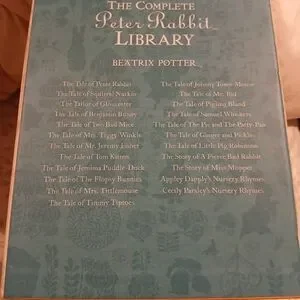 THE COMPLETE
Peter Rabbit
LIBRARY
BEATRIX POTTER
The Tale of Peter Rabbit
The Tale of Squirrel Nutkin
The Tailor of Gloucester
The Tale of Benjamin Bunny
The Tale of Two Bad Mice
The Tale of Mrs. Tiggy-Winkle
The Tale of Mr. Jeremy Fisher
The Tale of Tom Kitten
The Tale of Jemima Puddle-Duck
The Tale of The Flopsy Bunnies
The Tale of Mrs. Tittlemouse
The Tale of Timmy Tiptoes
The Tale of Johnny Town-Mouse
The Tale of Mr. Tod
The Tale of Pigling Bland
The Tale of Samuel Whiskers
The Tale of The Pie and The Patty-Pan
The Tale of Ginger and Pickles
The Tale of Little Pig Robinson
The Story of A Fierce Bad Rabbit
The Story of Miss Moppet
Appley Dapply's Nursery Rhymes
Cecily Parsley's Nursery Rhymes